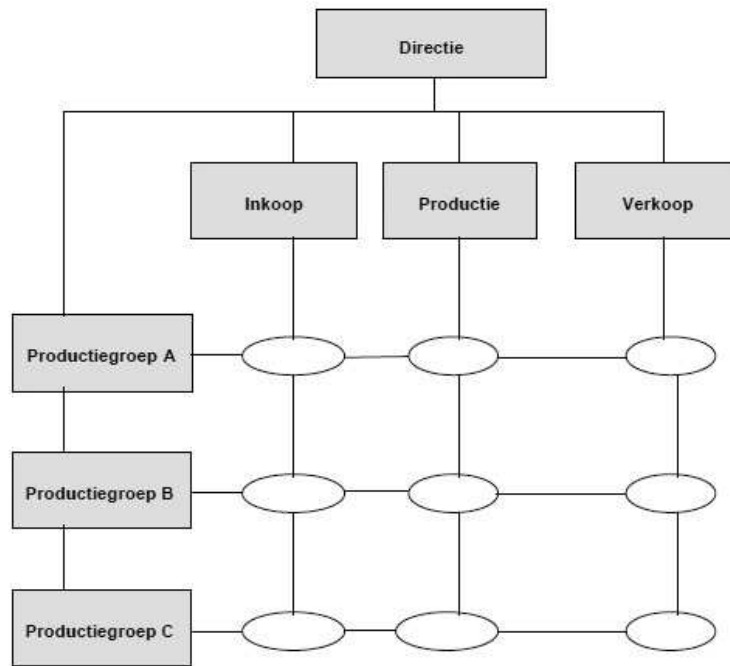 Directie
Inkoop
Productie
Verkoop
Productiegroep A
Productiegroep B
Productiegroep C